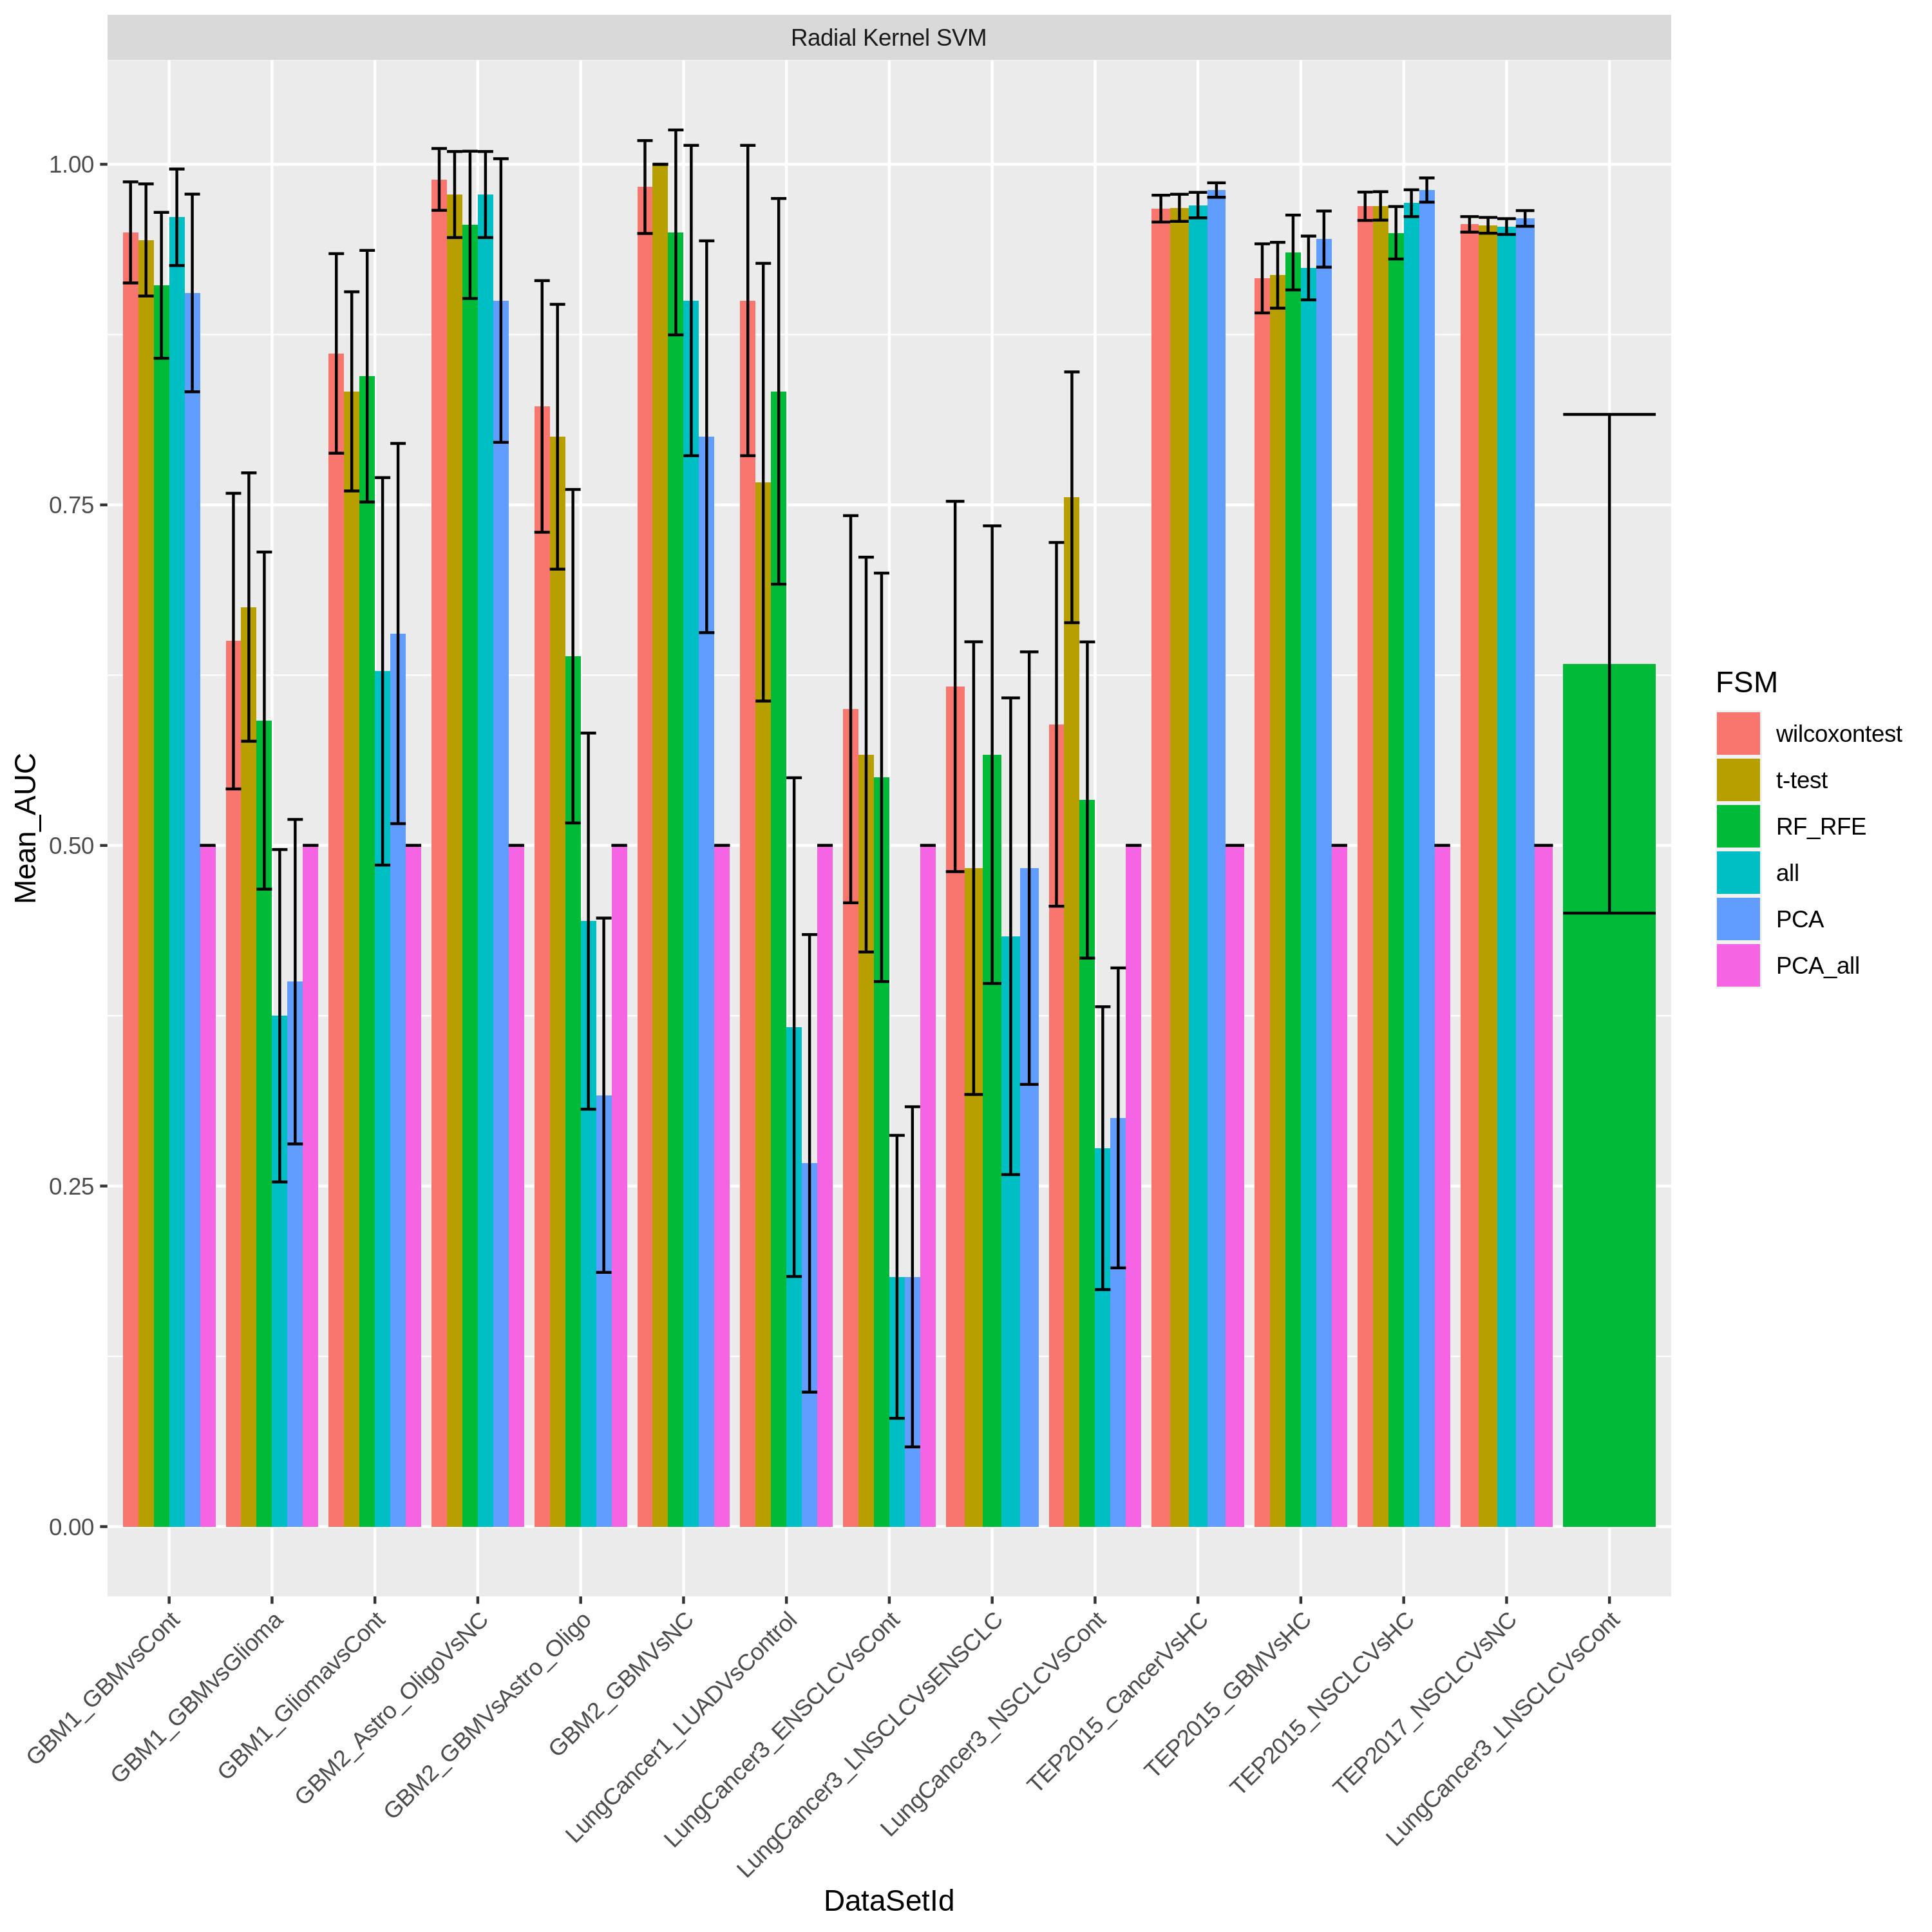 Radial Kernel SVM
1.00
0.75
0.50
0.25
0.00
Mean_AUC
GBM1_GBMvsCont
GBM1_GBMvsGlioma
GBM1_GliomavsCont
GBM2_Astro_OligoVsNC
GBM2_GBMVsAstro_Oligo
GBM2_GBMVsNC
LungCancer1_LUADVsControl
LungCancer3_ENSCLCVsCont
LungCancer3_LNSCLCVsENSCLC
LungCancer3_NSCLCVsCont
TEP2015_CancerVsHC
TEP2015_GBMVsHC
TEP2015_NSCLCVsHC
TEP2017_NSCLCVsNC
LungCancer3_LNSCLCVsCont
DataSetId
FSM
wilcoxontest
t-test
RF_RFE
all
PCA
PCA_all